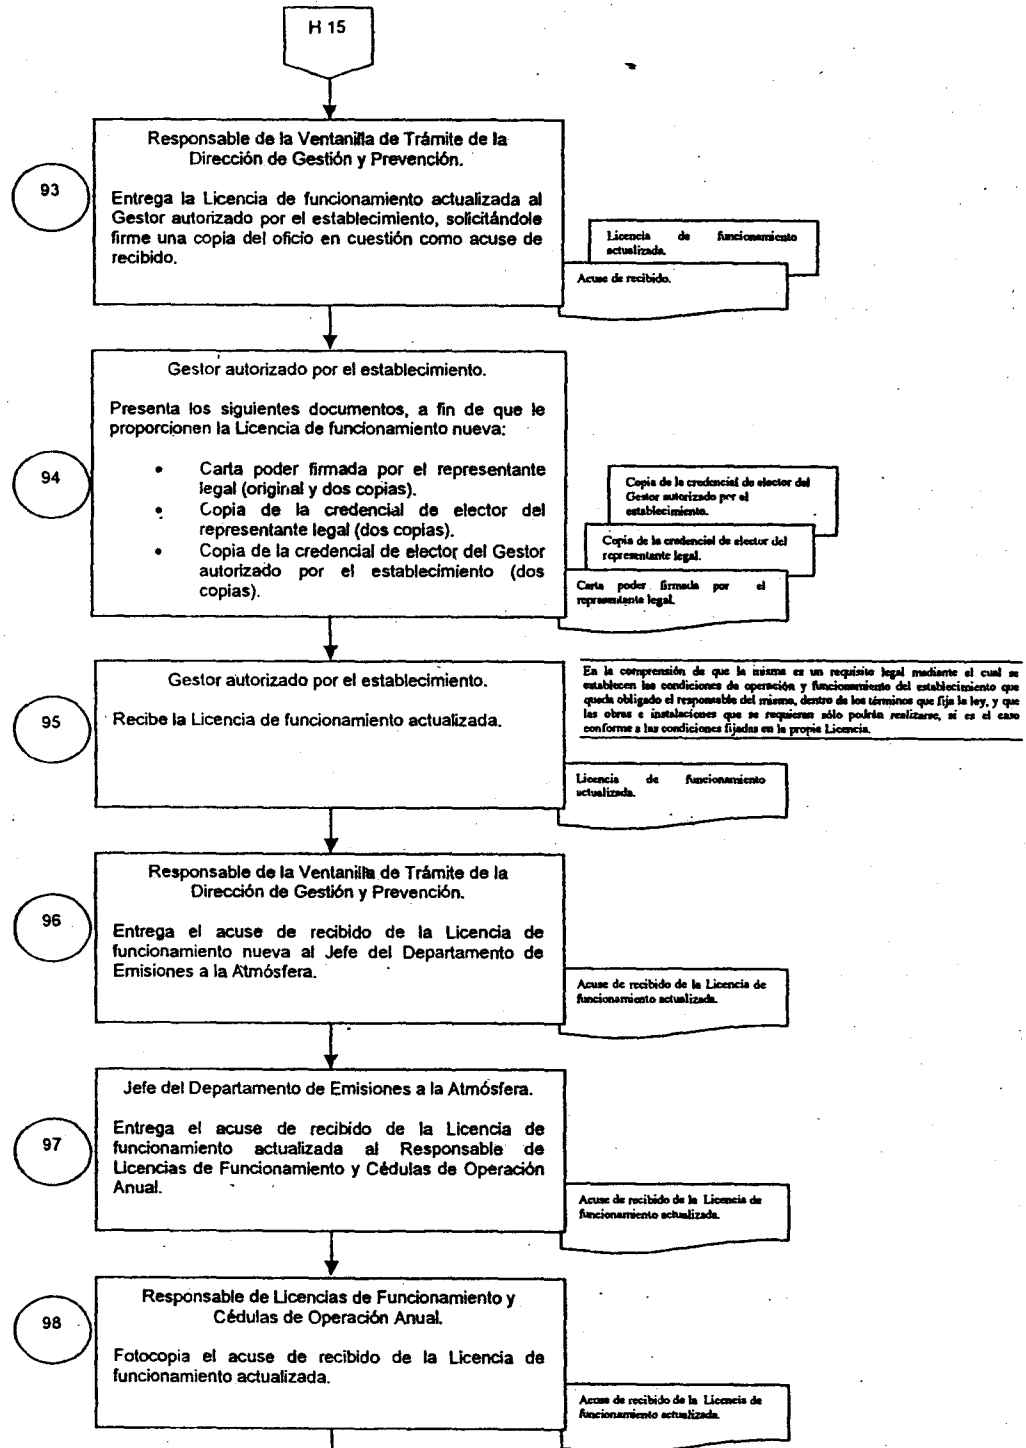 H 15
Responsable de la Ventanilla de Trámite de la
Dirección de Gestión y Prevención.
93
Entrega la Licencia de funcionamiento actualizada al
Gestor autorizado por el establecimiento, solicitándole
firme una copia del oficio en cuestión como acuse de
recibido.
Licencia de funcionamiento
actualizada.
Acuse de recibido.
Gestor autorizado por el establecimiento.
94
Presenta los siguientes documentos, a fin de que le
proporcionen la Licencia de funcionamiento nueva:
• Carta poder firmada por el representante
legal (original y dos copias).
• Copia de la credencial de elector del
representante legal (dos copias).
• Copia de la credencial de elector del Gestor
autorizado por el establecimiento (dos
copias).
Copia de la credencial de elector del
Gestor autorizado por el
establecimiento.
Copia de la credencial de elector del
representante legal.
Carta poder firmada por el
representante legal.
Gestor autorizado por el establecimiento.
95
Recibe la Licencia de funcionamiento actualizada.
En la comprensión de que la misma es un requisito legal mediante el cual se
establecen las condiciones de operación y funcionamiento del establecimiento que
queda obligado el responsable del mismo, dentro de los términos que fija la ley, y que
las obras e instalaciones que se requieran sólo podrán realizarse, si es el caso
conforme a las condiciones fijadas en la propia Licencia.
Licencia de funcionamiento
actualizada.
Responsable de la Ventanilla de Trámite de la
Dirección de Gestión y Prevención.
96
Entrega el acuse de recibido de la Licencia de
funcionamiento nueva al Jefe del Departamento de
Emisiones a la Atmósfera.
Acuse de recibido de la Licencia de
funcionamiento actualizada.
Jefe del Departamento de Emisiones a la Atmósfera.
97
Entrega el acuse de recibido de la Licencia de
funcionamiento actualizada al Responsable de
Licencias de Funcionamiento y Cédulas de Operación
Anual.
Acuse de recibido de la Licencia de
funcionamiento actualizada.
Responsable de Licencias de Funcionamiento y
Cédulas de Operación Anual.
98
Fotocopia el acuse de recibido de la Licencia de
funcionamiento actualizada.
Acuse de recibido de la Licencia de
funcionamiento actualizada.